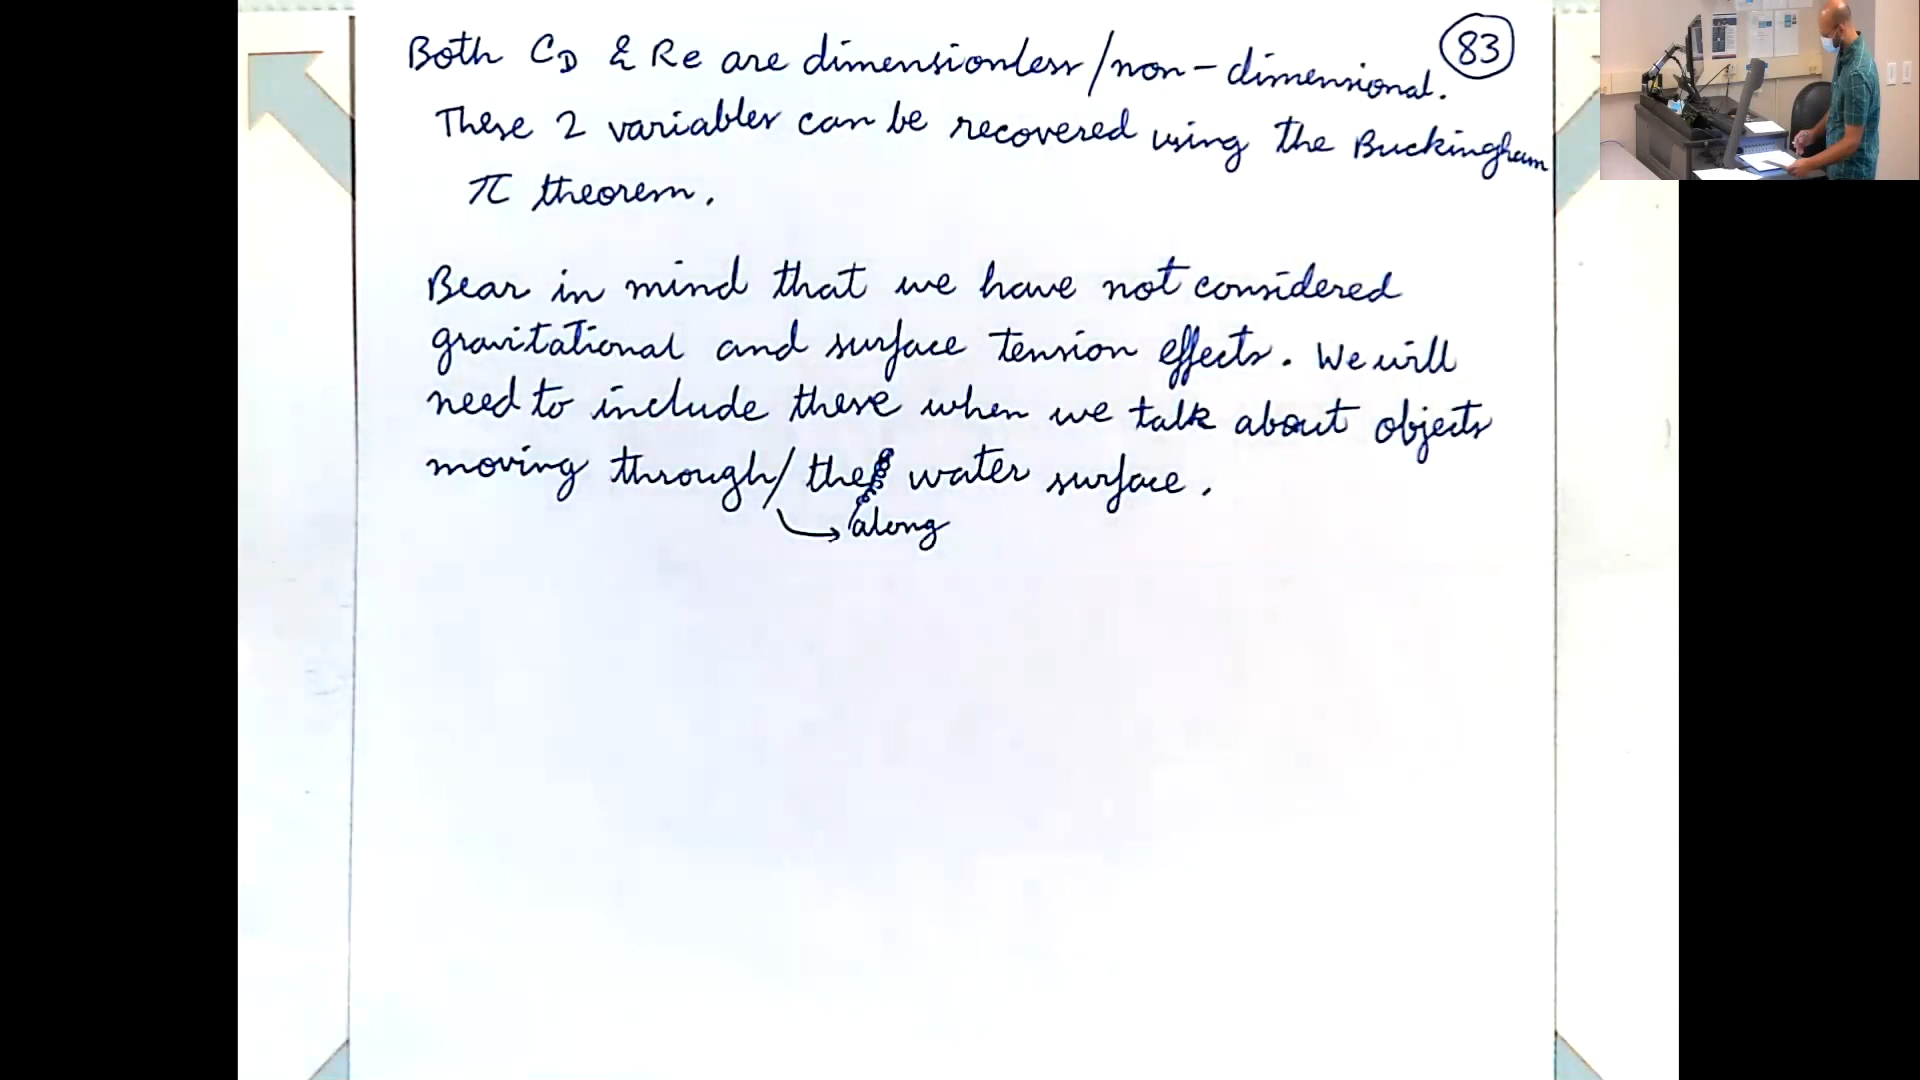 Both C_D & Re are dimensionless/non-dimensional.
83
These 2 variables can be recovered using the Buckingham
π theorem.
Bear in mind that we have not considered
gravitational and surface tension effects. We will
need to include these when we talk about objects
moving through/ the water surface.
along